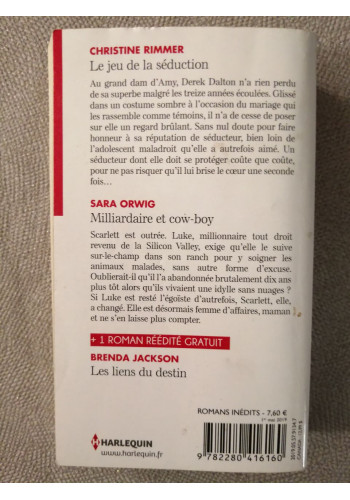 CHRISTINE RIMMER
Le jeu de la séduction
Au grand dam d'Amy, Derek Dalton n'a rien perdu
de sa superbe malgré les treize années écoulées. Glissé
dans un costume sombre à l'occasion du mariage qui
les rassemble comme témoins, il n'a de cesse de poser
sur elle un regard brûlant. Sans nul doute pour faire
honneur à sa réputation de séducteur, bien loin de
l'adolescent maladroit qu'elle a autrefois aimé. Un
séducteur dont elle doit se protéger coûte que coûte,
pour ne pas risquer qu'il lui brise le cœur une seconde
fois...
SARA ORWIG
Milliardaire et cow-boy
Scarlett est outrée. Luke, millionnaire tout droit
revenu de la Silicon Valley, exige qu'elle le suive
sur-le-champ dans son ranch pour y soigner les
animaux malades, sans autre forme d'excuse.
Oublierait-il qu'il l'a abandonnée brutalement dix ans
plus tôt alors qu'ils vivaient une idylle sans nuages ?
Si Luke est resté l'égoïste d'autrefois, Scarlett, elle,
a changé. Elle est désormais femme d'affaires, maman
et ne s'en laisse plus compter.
+ 1 ROMAN RÉÉDITÉ GRATUIT
BRENDA JACKSON
Les liens du destin
ROMANS INÉDITS - 7,60 €
1er mai 2019
HARLEQUIN
www.harlequin.fr
9 782280 416160